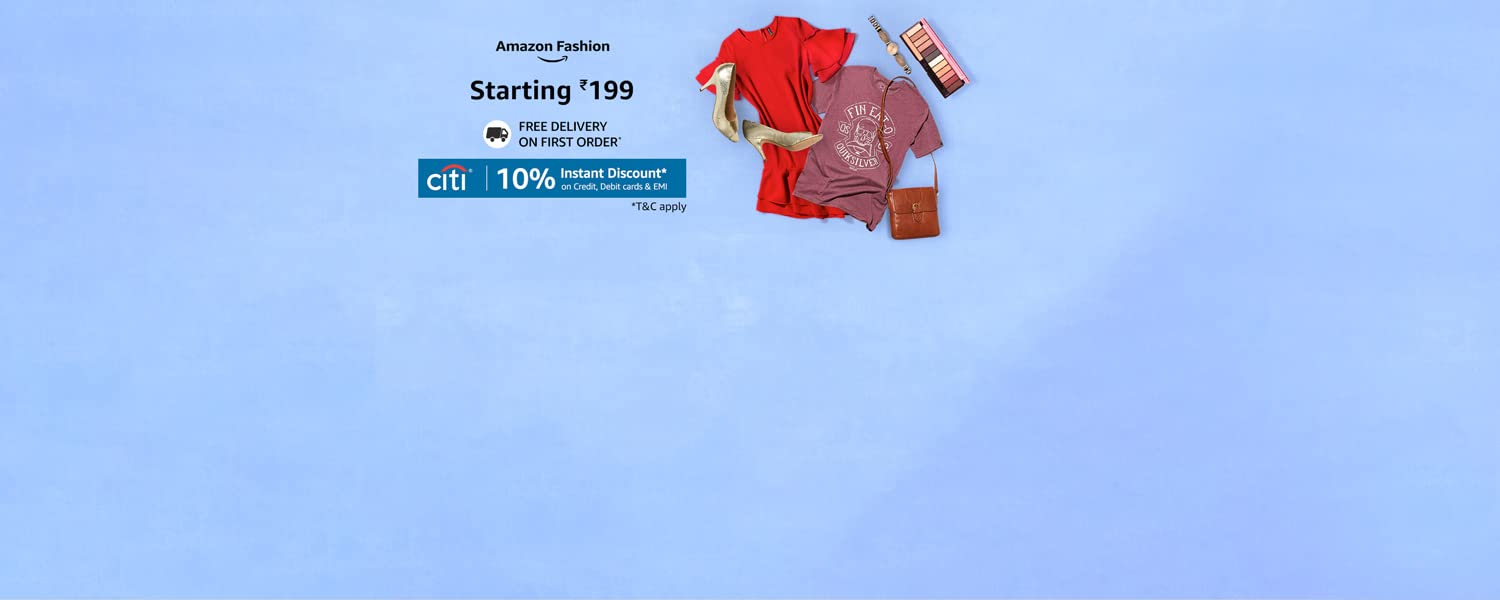 Amazon Fashion
Starting ₹199
FREE DELIVERY
ON FIRST ORDER*
citi® | 10% Instant Discount*
on Credit, Debit cards & EMI
*T&C apply
QUIKSILVER